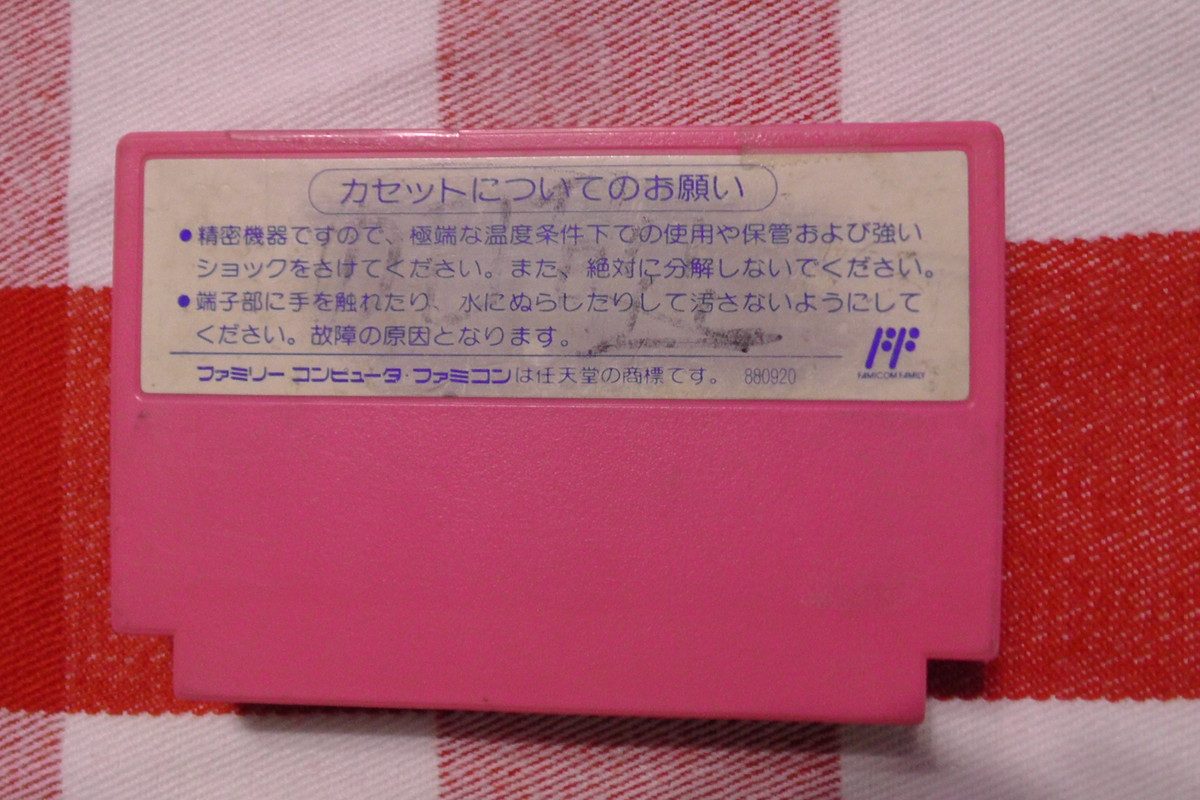 カセットについてのお願い
●精密機器ですので、極端な温度条件下での使用や保管および強い
ショックをさけてください。また、絶対に分解しないでください。
●端子部に手を触れたり、水にぬらしたりして汚さないようにして
ください。故障の原因となります。
FF
FAMICOM FAMILY
ファミリーコンピュータ・ファミコンは任天堂の商標です。 880920